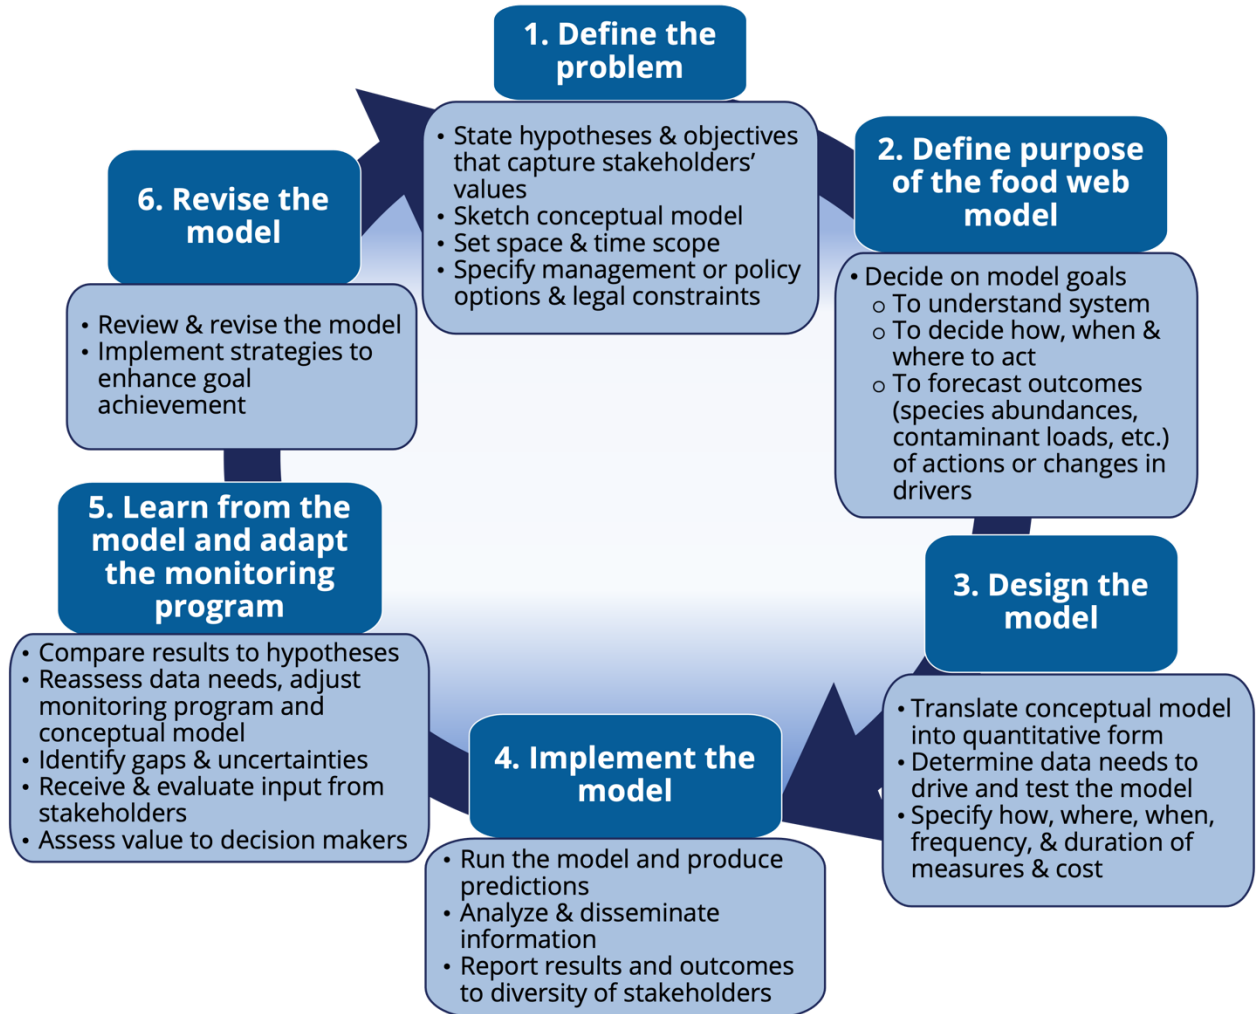 1. Define the
problem
• State hypotheses & objectives
that capture stakeholders’
values
• Sketch conceptual model
• Set space & time scope
• Specify management or policy
options & legal constraints
2. Define purpose
of the food web
model
• Decide on model goals
o To understand system
o To decide how, when &
where to act
o To forecast outcomes
(species abundances,
contaminant loads, etc.)
of actions or changes in
drivers
3. Design the
model
• Translate conceptual model
into quantitative form
• Determine data needs to
drive and test the model
• Specify how, where, when,
frequency, & duration of
measures & cost
4. Implement the
model
• Run the model and produce
predictions
• Analyze & disseminate
information
• Report results and outcomes
to diversity of stakeholders
5. Learn from the
model and adapt
the monitoring
program
• Compare results to hypotheses
• Reassess data needs, adjust
monitoring program and
conceptual model
• Identify gaps & uncertainties
• Receive & evaluate input from
stakeholders
• Assess value to decision makers
6. Revise the
model
• Review & revise the model
• Implement strategies to
enhance goal
achievement